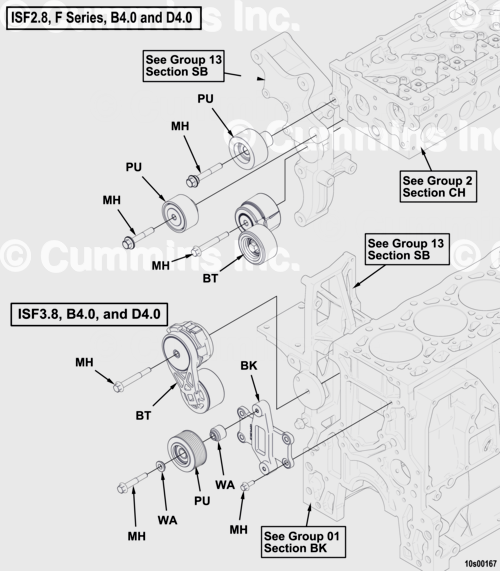 © Cummins Inc.
ISF2.8, F Series, B4.0 and D4.0
See Group 13
Section SB
PU
MH
PU
MH
© Cummins Inc.
See Group 2
Section CH
MH
BT
See Group 13
Section SB
© Cummins Inc.
ISF3.8, B4.0, and D4.0
MH
BK
BT
WA
PU
WA
MH
MH
See Group 01
Section BK
10s00167